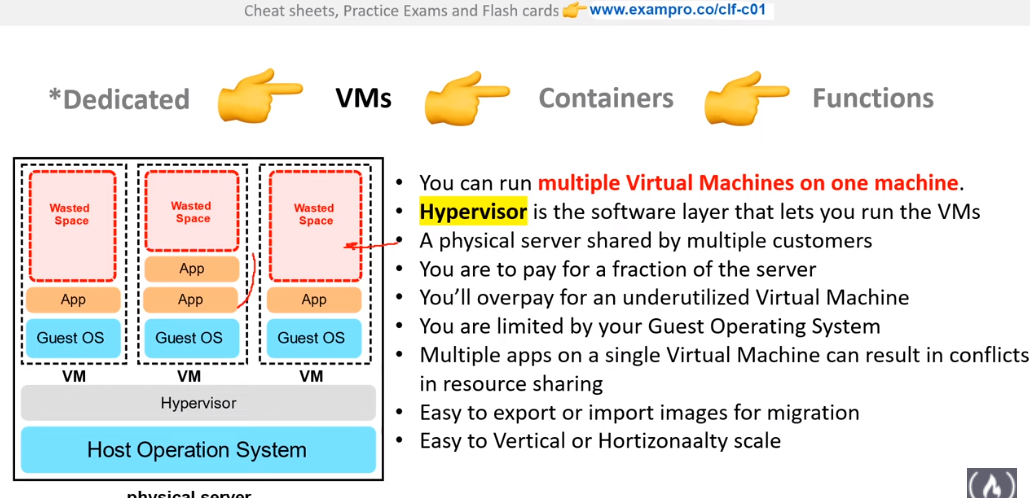 Cheat sheets, Practice Exams and Flash cards 👉 www.exampro.co/clf-c01
*Dedicated 👉 VMs 👉 Containers 👉 Functions
Wasted Space
Wasted Space
Wasted Space
App
App
App
App
Guest OS
Guest OS
Guest OS
VM
VM
VM
Hypervisor
Host Operation System
physical server
• You can run multiple Virtual Machines on one machine.
• Hypervisor is the software layer that lets you run the VMs
• A physical server shared by multiple customers
• You are to pay for a fraction of the server
• You’ll overpay for an underutilized Virtual Machine
• You are limited by your Guest Operating System
• Multiple apps on a single Virtual Machine can result in conflicts
in resource sharing
• Easy to export or import images for migration
• Easy to Vertical or Hortizonaalty scale